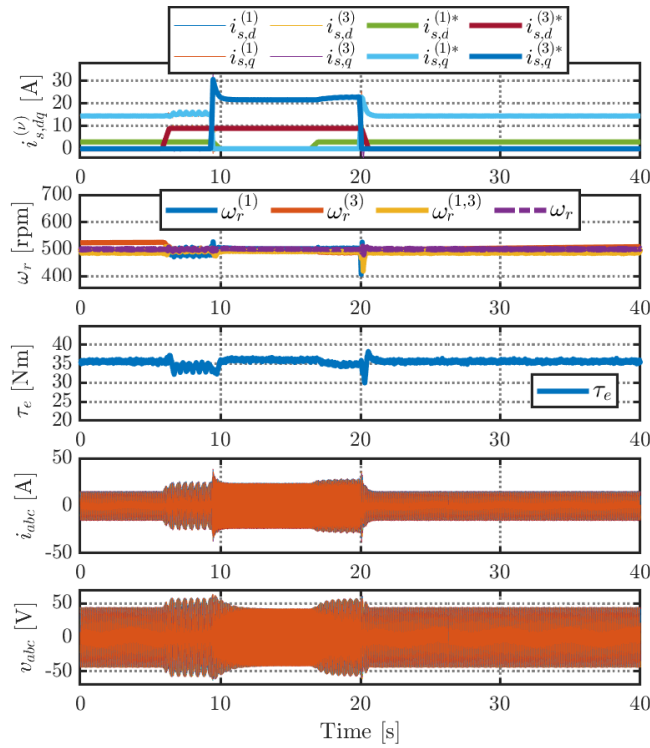 i_{s,d}^{(1)} i_{s,d}^{(3)} i_{s,d}^{(1)*} i_{s,d}^{(3)*}
i_{s,q}^{(1)} i_{s,q}^{(3)} i_{s,q}^{(1)*} i_{s,q}^{(3)*}
i_{s,dq}^{(ν)} [A]
30
20
10
0
0 10 20 30 40
ω_r^{(1)} ω_r^{(3)} ω_r^{(1,3)} ω_r
ω_r [rpm]
700
600
500
400
0 10 20 30 40
τ_e [Nm]
40
35
30
25
20
τ_e
0 10 20 30 40
i_{abc} [A]
50
0
-50
0 10 20 30 40
v_{abc} [V]
50
0
-50
0 10 20 30 40
Time [s]